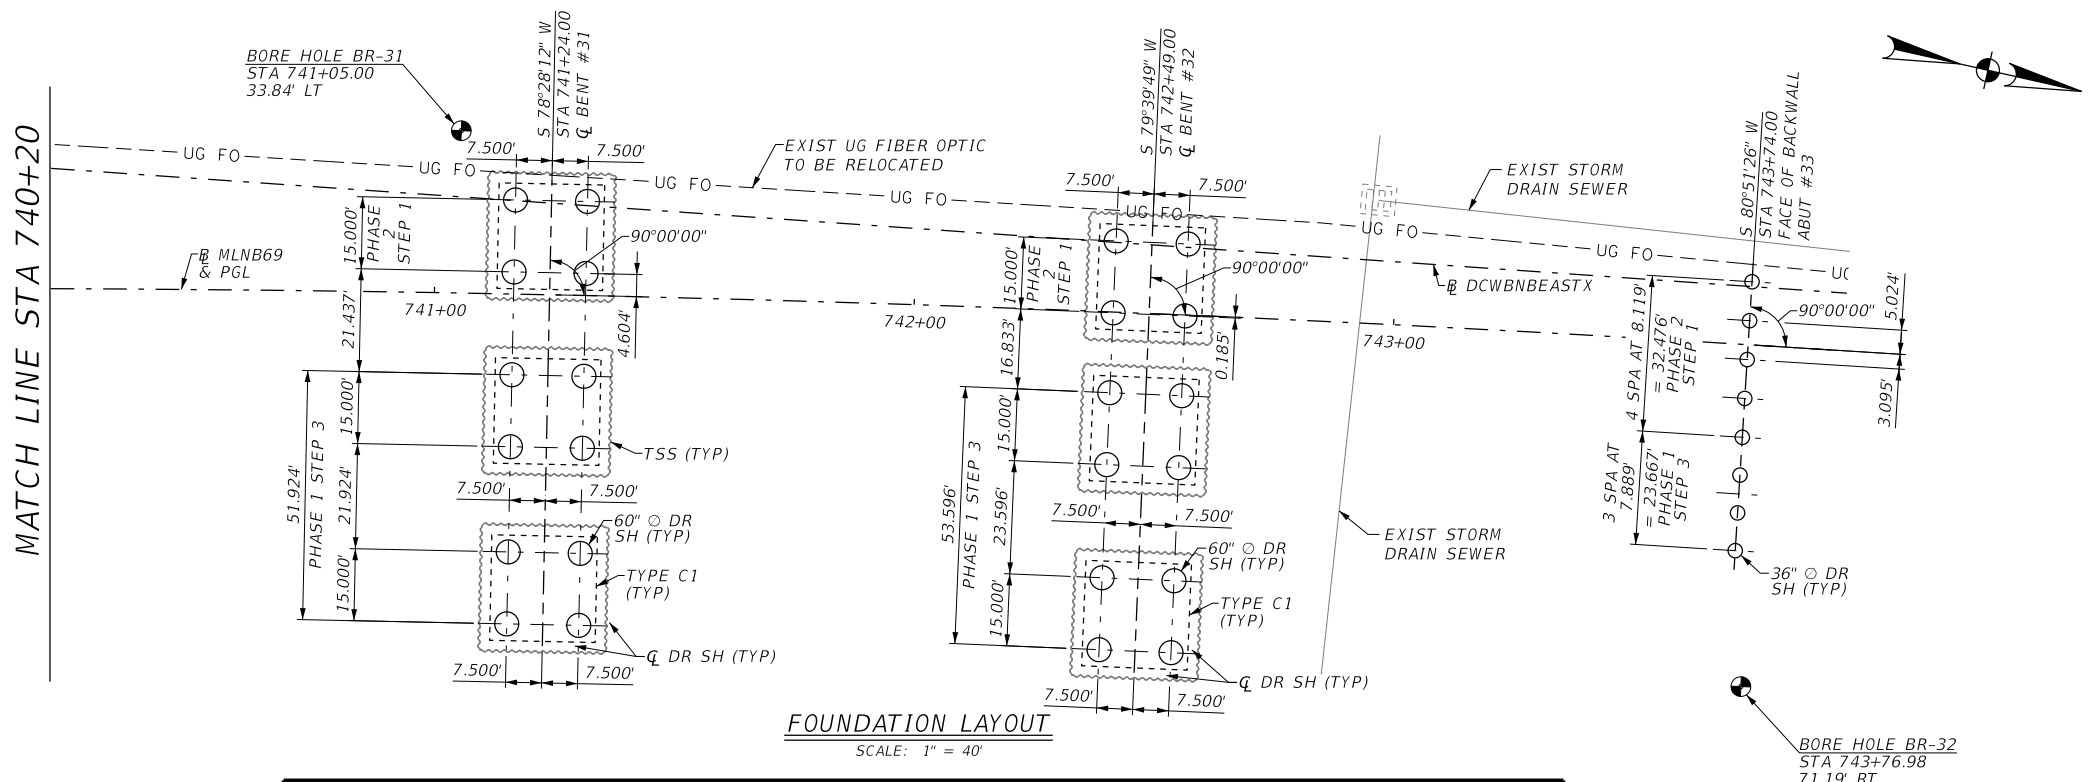 MATCH LINE STA 740+20
BORE HOLE BR-31
STA 741+05.00
33.84' LT
S 78°28'12" W
STA 741+24.00
℄ BENT #31
7.500'
7.500'
UG FO
UG FO
UG FO
UG FO
UG FO
UG FO
UG FO
EXIST UG FIBER OPTIC
TO BE RELOCATED
15.000'
PHASE
2
STEP 1
90°00'00"
4.604'
℄ MLNB69
& PGL
741+00
21.437'
51.924'
PHASE 1 STEP 3
15.000'
21.924'
15.000'
TSS (TYP)
7.500'
7.500'
60" ∅ DR
SH (TYP)
TYPE C1
(TYP)
℄ DR SH (TYP)
7.500'
7.500'
742+00
S 79°39'49" W
STA 742+49.00
℄ BENT #32
7.500'
7.500'
15.000'
PHASE
2
STEP 1
90°00'00"
0.185'
16.833'
53.596'
PHASE 1 STEP 3
15.000'
23.596'
15.000'
7.500'
7.500'
60" ∅ DR
SH (TYP)
TYPE C1
(TYP)
℄ DR SH (TYP)
7.500'
7.500'
EXIST STORM
DRAIN SEWER
℄ DCWBNBEASTX
743+00
EXIST STORM
DRAIN SEWER
S 80°51'26" W
STA 743+74.00
FACE OF BACKWALL
ABUT #33
90°00'00"
5.024'
3.095'
4 SPA AT 8.119'
= 32.476'
PHASE 2
STEP 1
3 SPA AT
7.889'
= 23.667'
PHASE 1
STEP 3
36" ∅ DR
SH (TYP)
BORE HOLE BR-32
STA 743+76.98
71.19' RT
FOUNDATION LAYOUT
SCALE: 1" = 40'